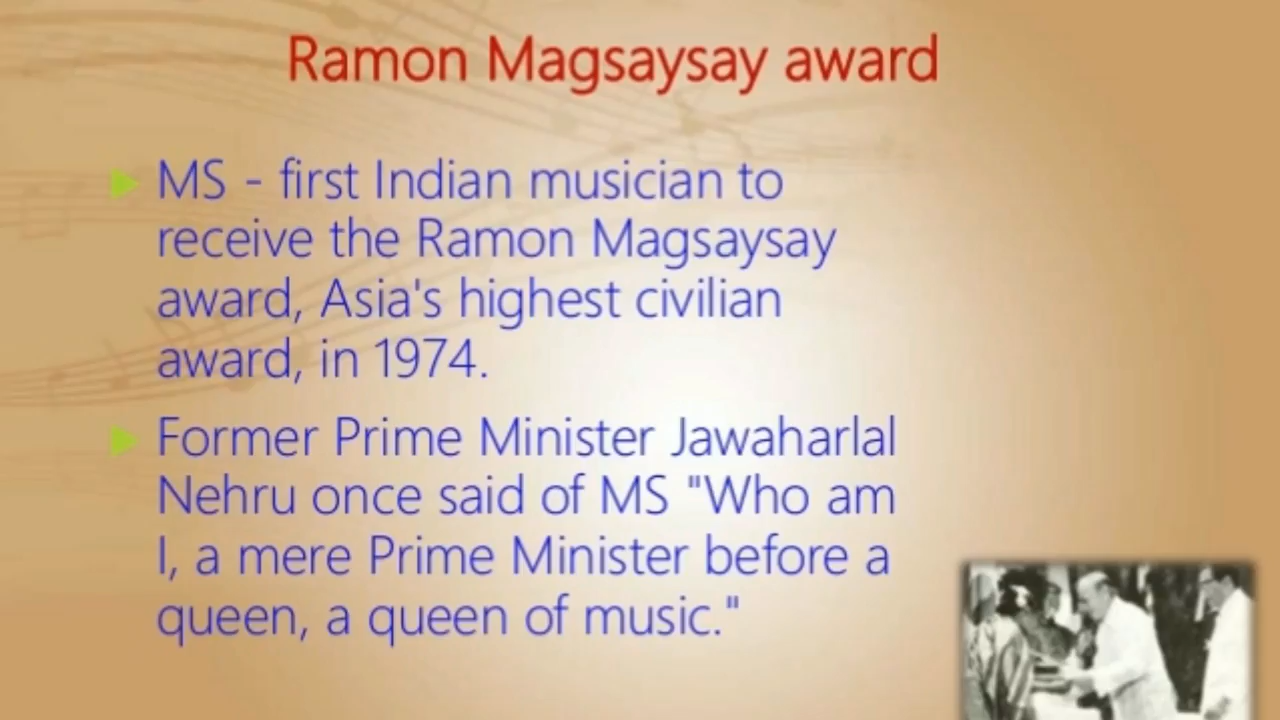 Ramon Magsaysay award
MS - first Indian musician to
receive the Ramon Magsaysay
award, Asia's highest civilian
award, in 1974.
Former Prime Minister Jawaharlal
Nehru once said of MS "Who am
I, a mere Prime Minister before a
queen, a queen of music."